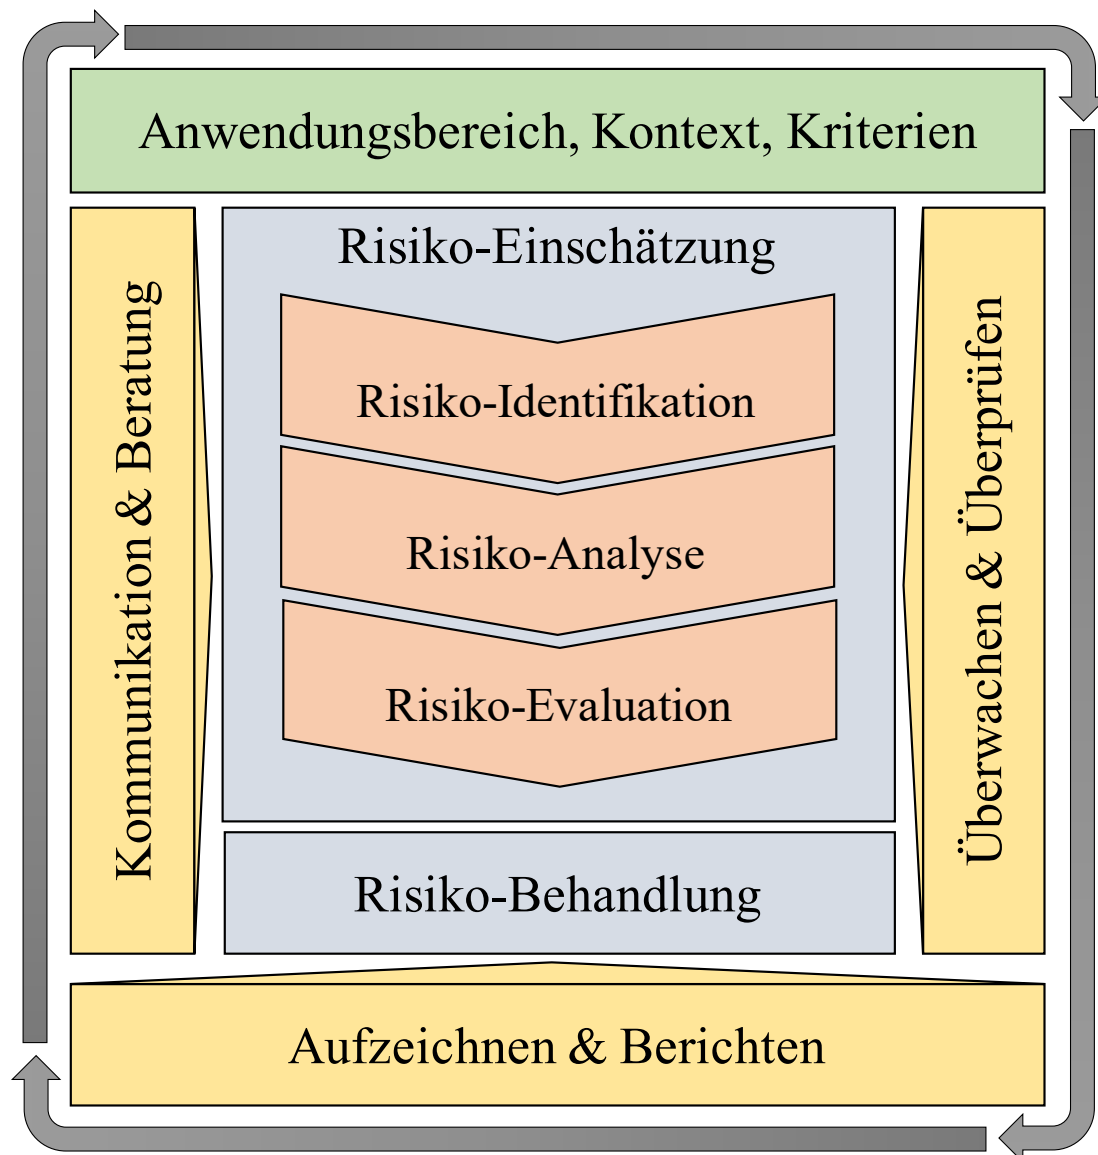 Anwendungsbereich, Kontext, Kriterien
Kommunikation & Beratung
Risiko-Einschätzung
Risiko-Identifikation
Risiko-Analyse
Risiko-Evaluation
Risiko-Behandlung
Überwachen & Überprüfen
Aufzeichnen & Berichten